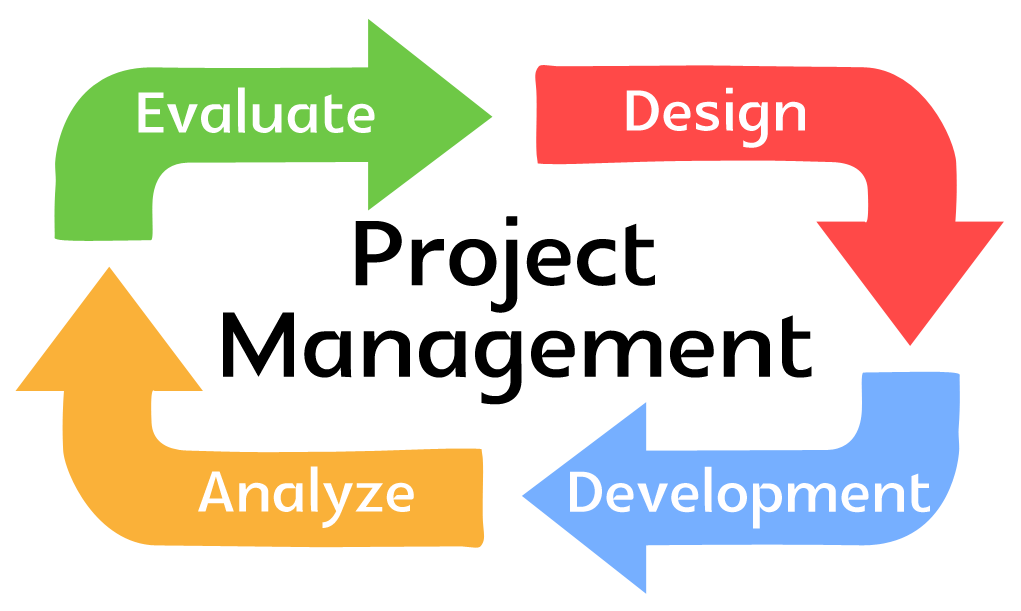 Evaluate
Design
Project
Management
Analyze
Development